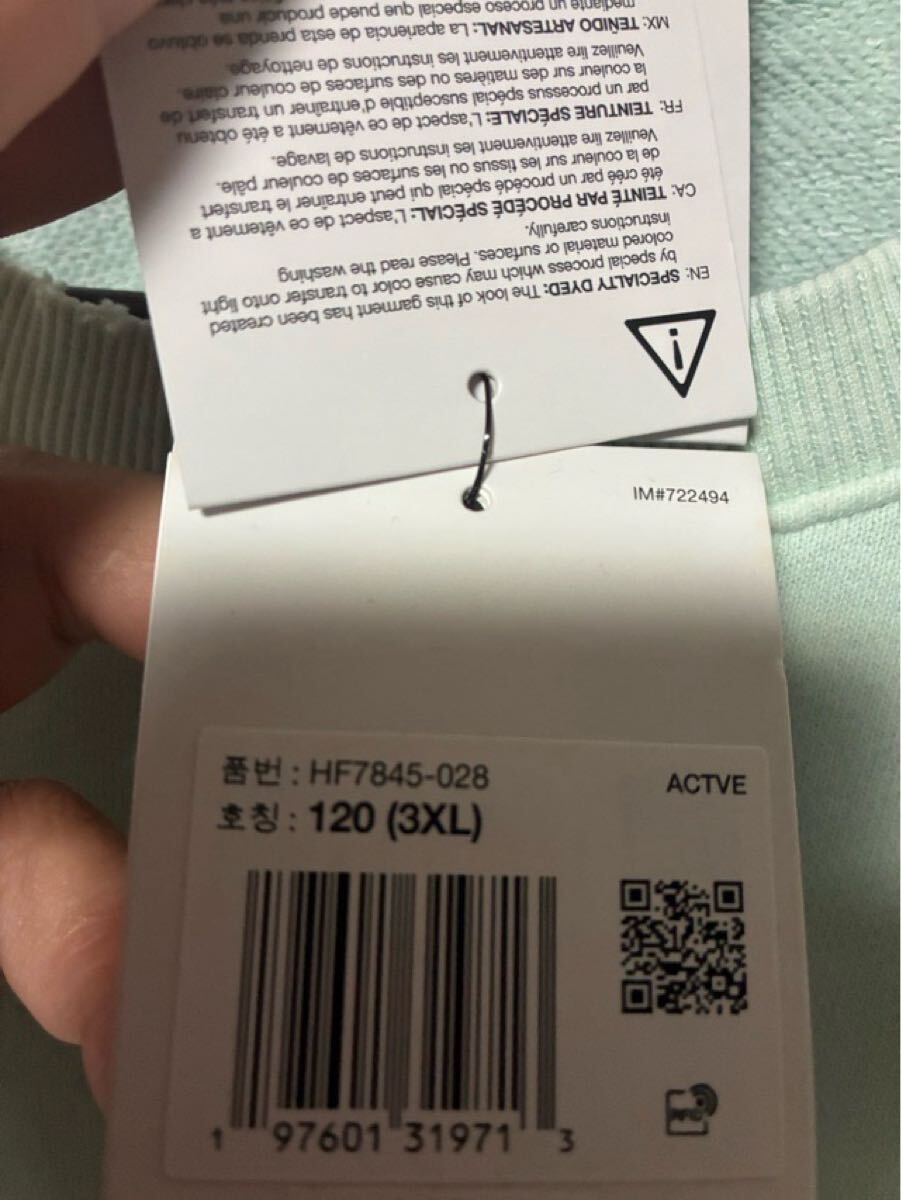 EN: SPECIALTY DYED: The look of this garment has been created
by special process which may cause color to transfer onto light
colored material or surfaces. Please read the washing
instructions carefully.
CA: TEINTÉ PAR PROCÉDÉ SPÉCIAL: L'aspect de ce vêtement a
été créé par un procédé spécial qui peut entraîner le transfert
de la couleur sur les tissus ou les surfaces de couleur pâle.
Veuillez lire attentivement les instructions de lavage.
FR: TEINTURE SPÉCIALE: L'aspect de ce vêtement a été obtenu
par un processus spécial susceptible d'entraîner un transfert de
la couleur sur des matières ou des surfaces de couleur claire.
Veuillez lire attentivement les instructions de nettoyage.
MX: TEÑIDO ARTESANAL: La apariencia de esta prenda se obtuvo
mediante un proceso especial que puede producir una
IM#722494
품번 : HF7845-028
ACTVE
호칭 : 120 (3XL)
1 97601 31971 3
RFID